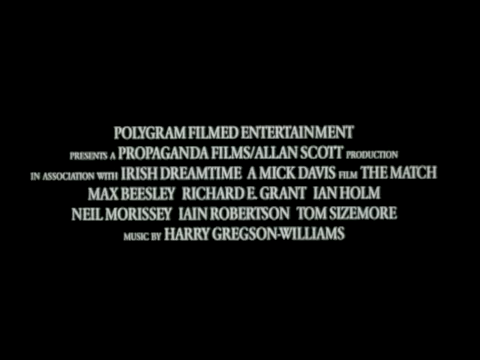 POLYGRAM FILMED ENTERTAINMENT
PRESENTS A PROPAGANDA FILMS/ALLAN SCOTT PRODUCTION
IN ASSOCIATION WITH IRISH DREAMTIME A MICK DAVIS FILM THE MATCH
MAX BEESLEY RICHARD E. GRANT IAN HOLM
NEIL MORISSEY IAIN ROBERTSON TOM SIZEMORE
MUSIC BY HARRY GREGSON-WILLIAMS